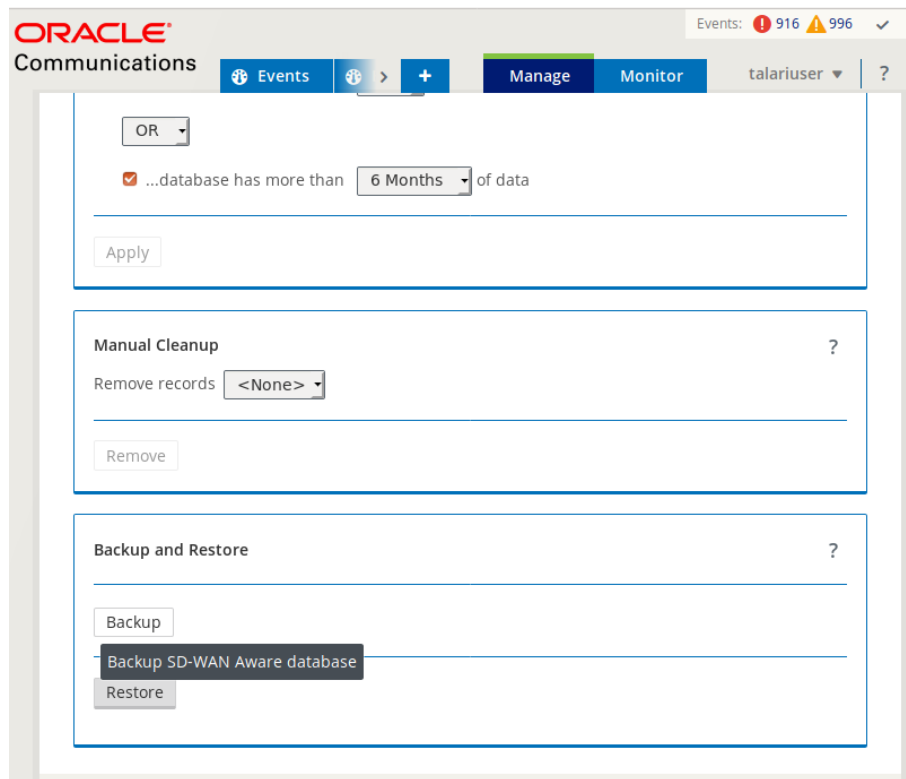 ORACLE®
Communications
Events: 916 996
Events
>
+
Manage
Monitor
talariuser
?
OR
...database has more than 6 Months of data
Apply
Manual Cleanup ?
Remove records <None>
Remove
Backup and Restore ?
Backup
Backup SD-WAN Aware database
Restore